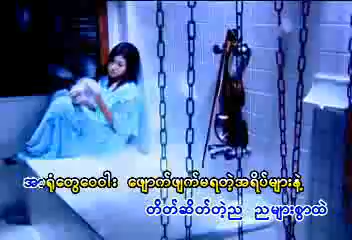 အာရုံတွေဝေဝါး ဖျောက်ဖျက်မရတဲ့အရိပ်များနဲ့
တိတ်ဆိတ်တဲ့ည ညများစွာထဲ